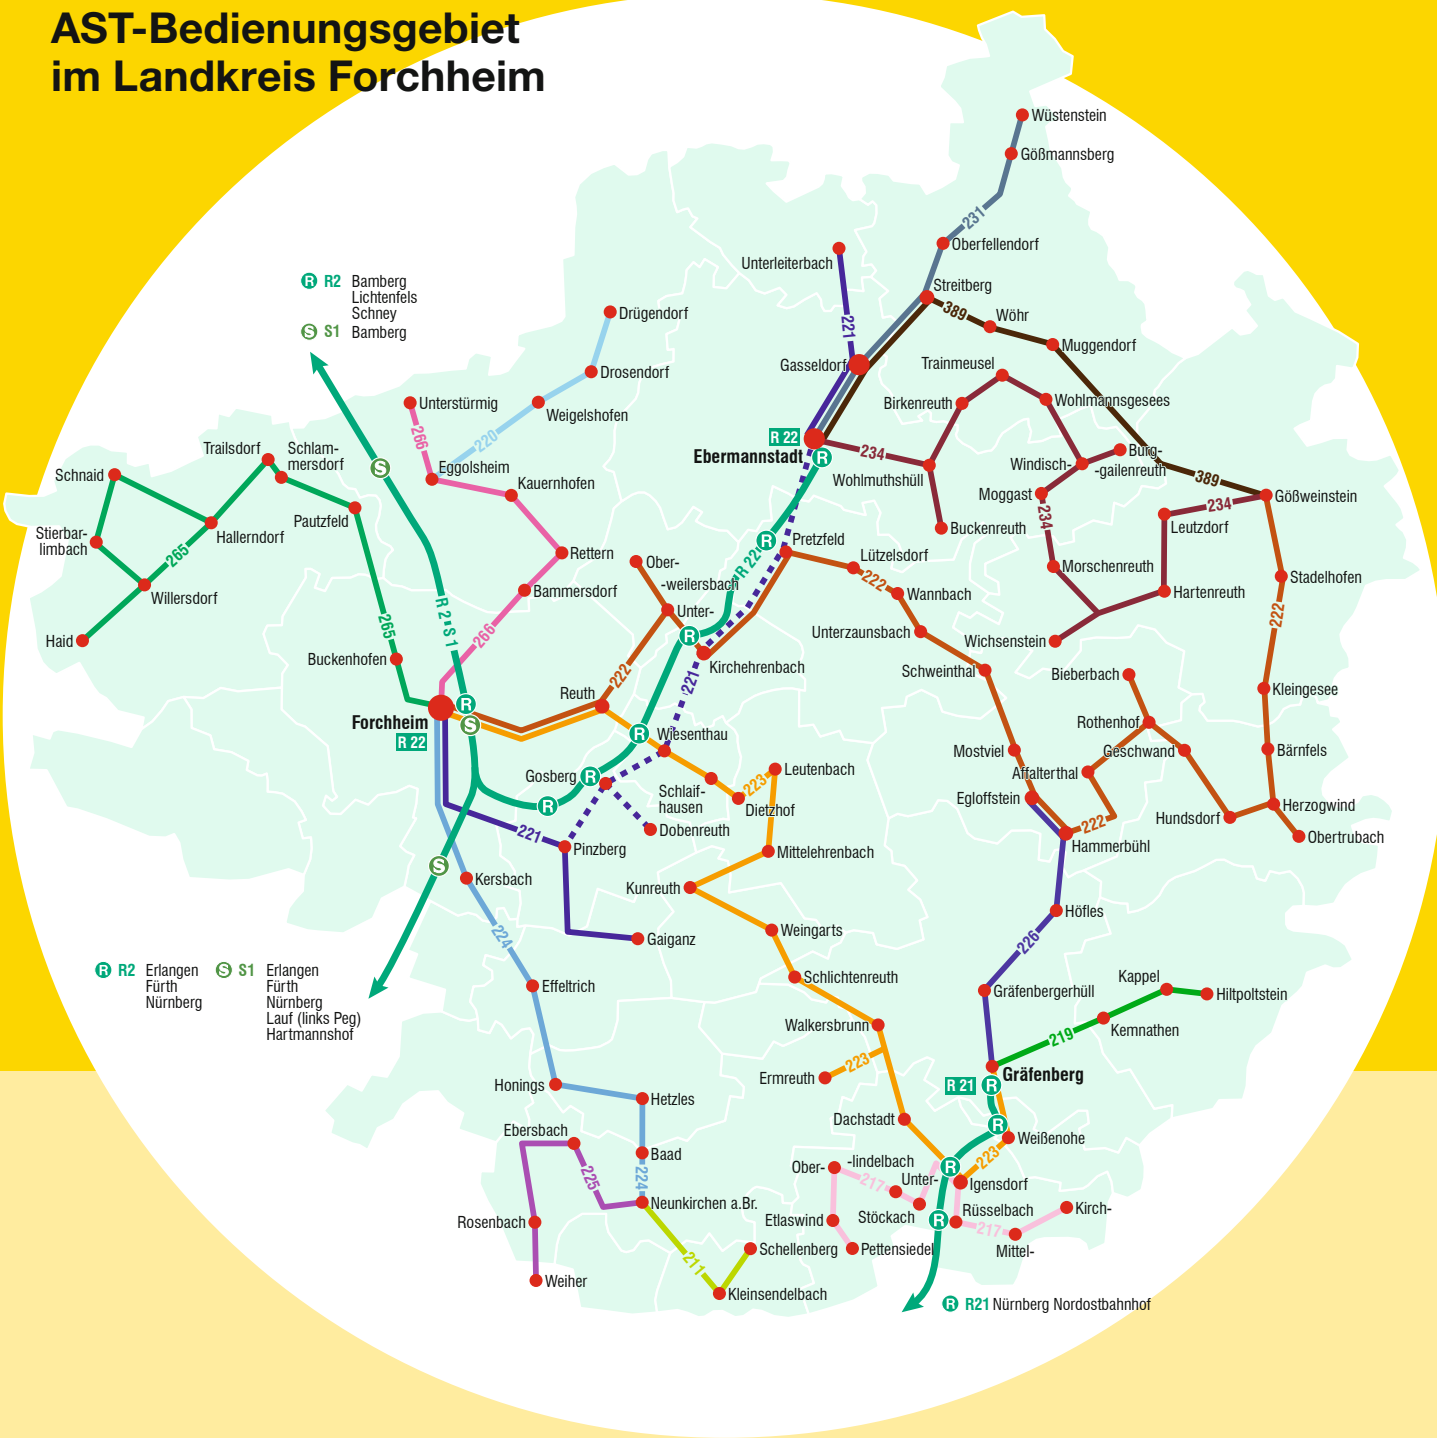 AST-Bedienungsgebiet
im Landkreis Forchheim
Wüstenstein
Gößmannsberg
231
Oberfellendorf
Unterleiterbach
R R2 Bamberg
Lichtenfels
Schney
S S1 Bamberg
Streitberg
389
Wöhr
Drügendorf
221
Muggendorf
Gasseldorf
Trainmeusel
Drosendorf
Unterstürmig
Weigelshofen
Birkenreuth
Wohlmannsgesees
266
220
R 22
Ebermannstadt
R
234
Burg-
-gailenreuth
Windisch-
Trailsdorf
Schlam-
mersdorf
S
Eggolsheim
Schnaid
Kauernhofen
Wohlmuthshüll
389
Moggast
234
Gößweinstein
Pautzfeld
234
Leutzdorf
Buckenreuth
Stierbar-
limbach
Hallerndorf
265
Rettern
R
Pretzfeld
Lützelsdorf
Ober-
-weilersbach
R 22
Morschenreuth
Stadelhofen
Willersdorf
Bammersdorf
222
Wannbach
Hartenreuth
Unter-
R 2 S 1
265
266
R
222
Haid
Unterzaunsbach
Wichsenstein
Buckenhofen
Kirchehrenbach
Schweinthal
Bieberbach
222
221
Reuth
Kleingesee
R
Forchheim
S
R 22
R
Wiesenthau
Rothenhof
Mostviel
Geschwand
Bärnfels
Gosberg
R
Leutenbach
Affalterthal
223
Schlaif-
hausen
Dietzhof
Egloffstein
R
Herzogwind
Hundsdorf
222
221
Dobenreuth
Obertrubach
Pinzberg
Mittelehrenbach
Hammerbühl
S
Kersbach
Kunreuth
Höfles
224
Weingarts
Gaiganz
226
R R2 Erlangen
Fürth
Nürnberg
S S1 Erlangen
Fürth
Nürnberg
Lauf (links Peg)
Hartmannshof
Schlichtenreuth
Kappel
Effeltrich
Gräfenbergerhüll
Hiltpoltstein
Walkersbrunn
Kemnathen
219
223
Ermreuth
Gräfenberg
R 21
R
Honings
Hetzles
Dachstadt
R
Ebersbach
Weißenohe
Baad
223
Ober-
-lindelbach
R
225
224
217
Unter-
Igensdorf
Neunkirchen a.Br.
Stöckach
Rüsselbach
Kirch-
Rosenbach
Etlaswind
R
217
Mittel-
Schellenberg
Pettensiedel
211
Weiher
Kleinsendelbach
R R21 Nürnberg Nordostbahnhof